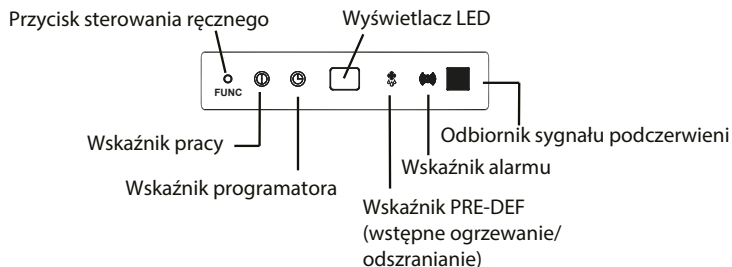 Przycisk sterowania ręcznego
Wyświetlacz LED
FUNC
Odbiornik sygnału podczerwieni
Wskaźnik pracy
Wskaźnik alarmu
Wskaźnik programatora
Wskaźnik PRE-DEF
(wstępne ogrzewanie/
odszranianie)